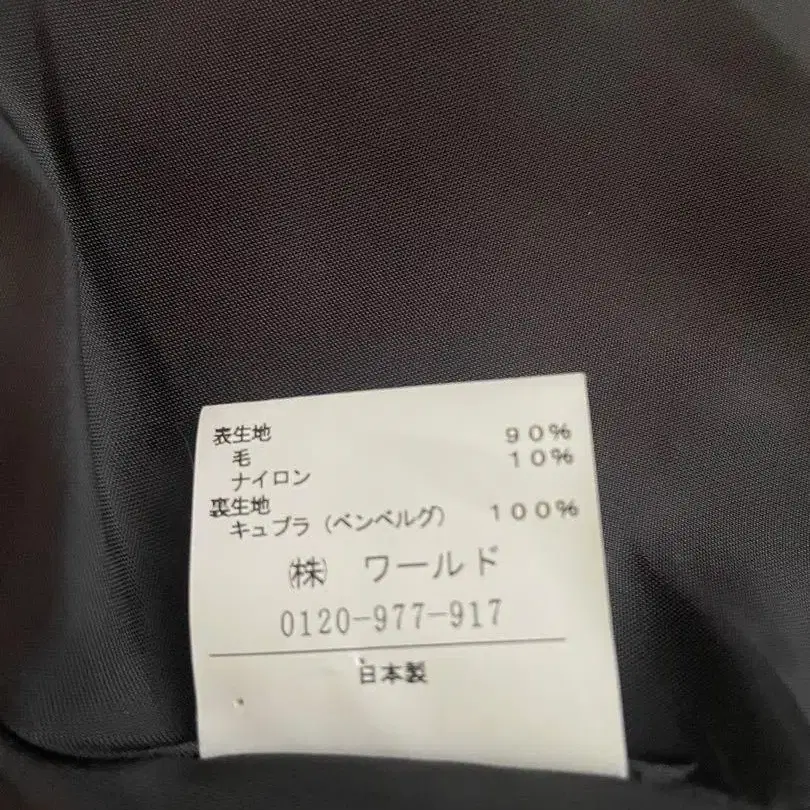 表生地
毛 90%
ナイロン 10%
裏生地
キュプラ（ベンベルグ） 100%
㈱ ワールド
0120-977-917
日本製